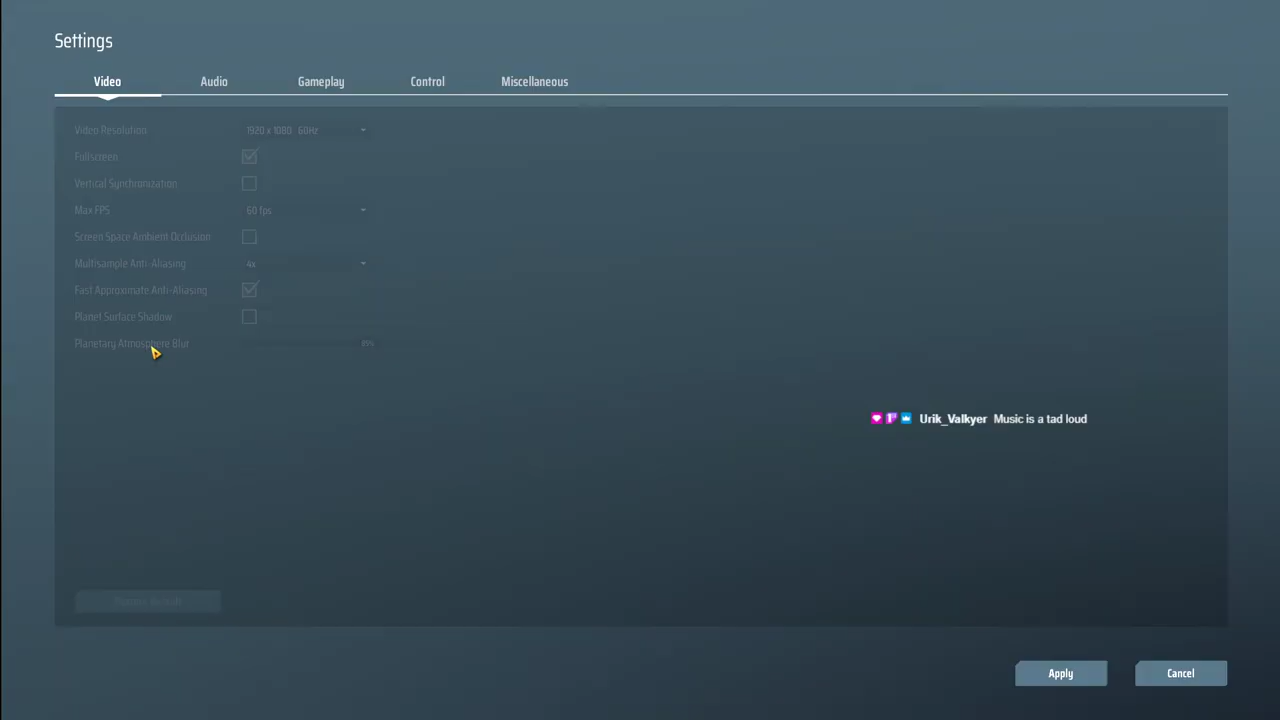 Settings
Video Audio Gameplay Control Miscellaneous
Video Resolution 1920 x 1080 60Hz
Fullscreen
Vertical Synchronization
Max FPS 60 fps
Screen Space Ambient Occlusion
Multisample Anti-Aliasing 4x
Fast Approximate Anti-Aliasing
Planet Surface Shadow
Planetary Atmosphere Blur
Urik_Valkyer Music is a tad loud
Apply Cancel